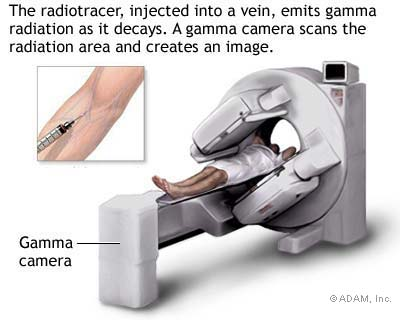 The radiotracer, injected into a vein, emits gamma
radiation as it decays. A gamma camera scans the
radiation area and creates an image.
Gamma
camera
© ADAM, Inc.